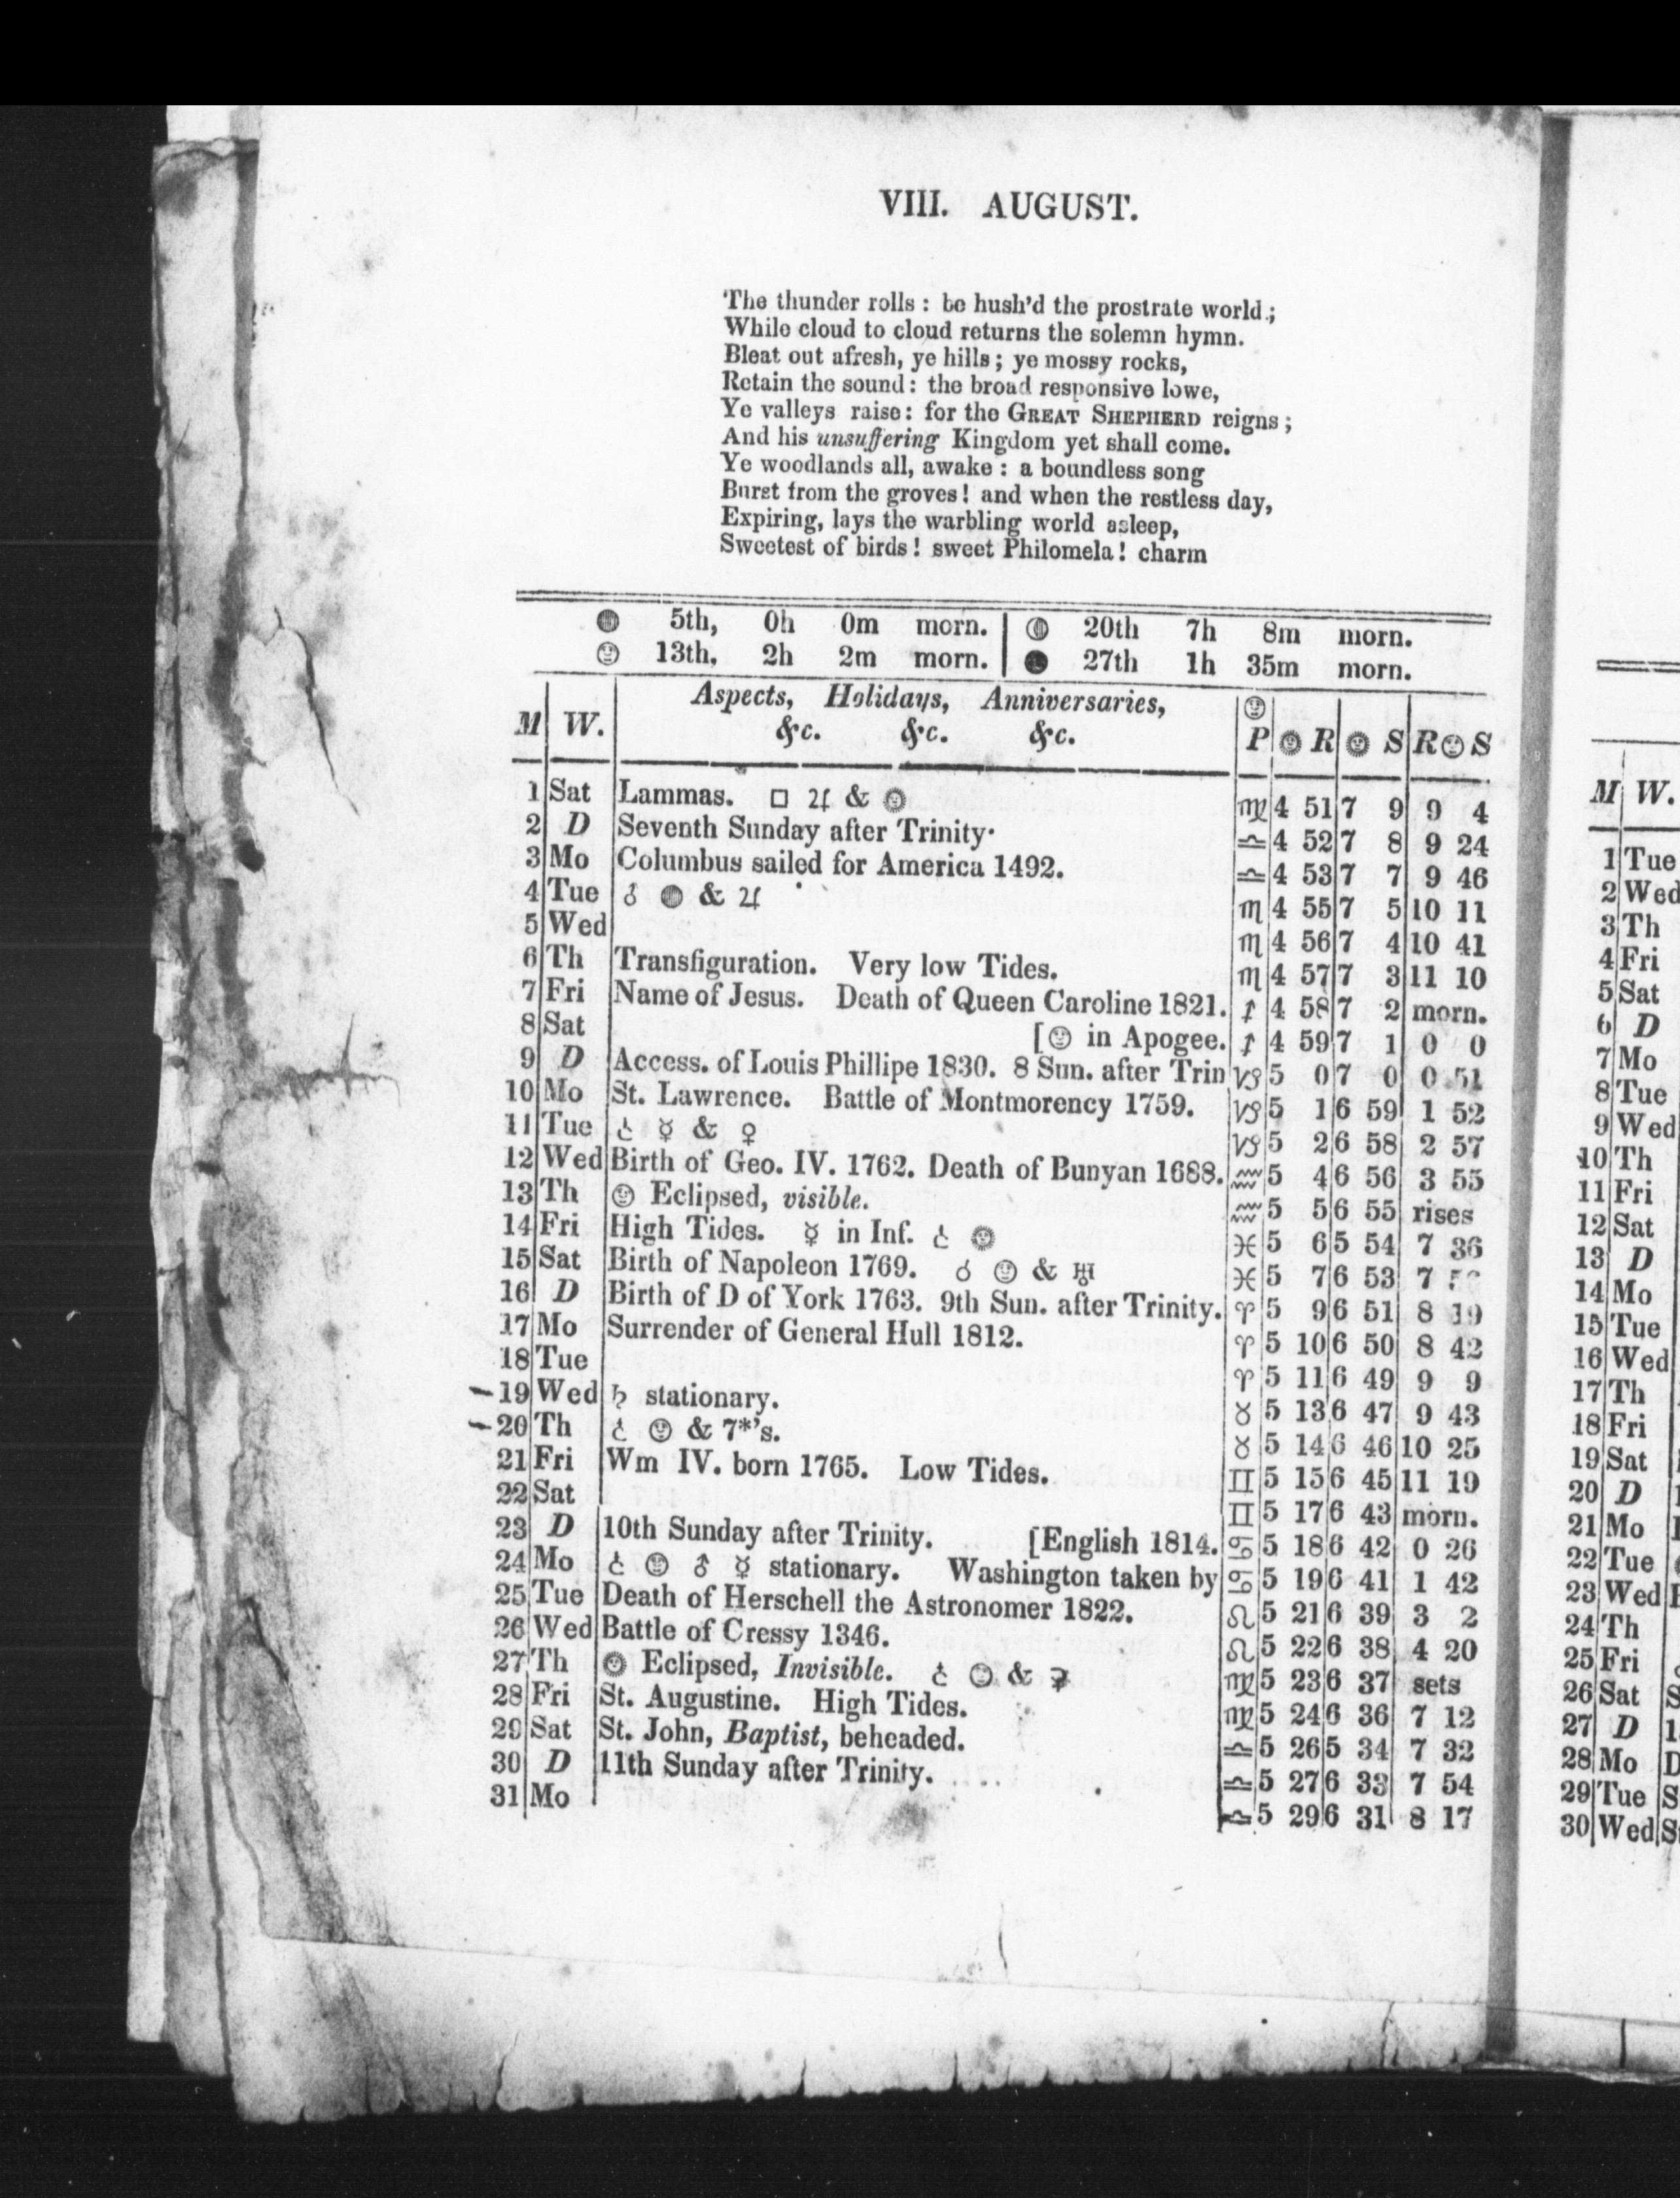 VIII. AUGUST.
The thunder rolls : be hush'd the prostrate world ;
While cloud to cloud returns the solemn hymn.
Bleat out afresh, ye hills ; ye mossy rocks,
Retain the sound : the broad responsive lowe,
Ye valleys raise : for the GREAT SHEPHERD reigns ;
And his unsuffering Kingdom yet shall come.
Ye woodlands all, awake : a boundless song
Burst from the groves ! and when the restless day,
Expiring, lays the warbling world asleep,
Sweetest of birds ! sweet Philomela ! charm
5th, 0h 0m morn. 20th 7h 8m morn.
13th, 2h 2m morn. 27th 1h 35m morn.
Aspects, Holidays, Anniversaries,
M W. &c. &c. &c. P R S R S
1 Sat Lammas. □ ♃ & ☉ ♍ 4 51 7 9 9 4
2 D Seventh Sunday after Trinity. ♎ 4 52 7 8 9 24
3 Mo Columbus sailed for America 1492. ♎ 4 53 7 7 9 46
4 Tue ☌ ☽ & ♃ ♏ 4 55 7 5 10 11
5 Wed ♏ 4 56 7 4 10 41
6 Th Transfiguration. Very low Tides. ♏ 4 57 7 3 11 10
7 Fri Name of Jesus. Death of Queen Caroline 1821. ♐ 4 58 7 2 morn.
8 Sat [☽ in Apogee. ♐ 4 59 7 1 0 0
9 D Access. of Louis Phillipe 1830. 8 Sun. after Trin ♑ 5 0 7 0 0 51
10 Mo St. Lawrence. Battle of Montmorency 1759. ♑ 5 1 6 59 1 52
11 Tue ☌ ☿ & ♀ ♑ 5 2 6 58 2 57
12 Wed Birth of Geo. IV. 1762. Death of Bunyan 1688. ♒ 5 4 6 56 3 55
13 Th ☽ Eclipsed, visible. ♒ 5 5 6 55 rises
14 Fri High Tides. ☿ in Inf. ☌ ☉ ♓ 5 6 5 54 7 36
15 Sat Birth of Napoleon 1769. ☌ ☽ & ♅ ♓ 5 7 6 53 7
16 D Birth of D of York 1763. 9th Sun. after Trinity. ♈ 5 9 6 51 8 19
17 Mo Surrender of General Hull 1812. ♈ 5 10 6 50 8 42
18 Tue ♈ 5 11 6 49 9 9
19 Wed ♄ stationary. ♉ 5 13 6 47 9 43
20 Th ☌ ☽ & 7*'s. ♉ 5 14 6 46 10 25
21 Fri Wm IV. born 1765. Low Tides. ♊ 5 15 6 45 11 19
22 Sat ♊ 5 17 6 43 morn.
23 D 10th Sunday after Trinity. [English 1814. ♋ 5 18 6 42 0 26
24 Mo ☌ ☽ ♂ ☿ stationary. Washington taken by ♋ 5 19 6 41 1 42
25 Tue Death of Herschell the Astronomer 1822. ♌ 5 21 6 39 3 2
26 Wed Battle of Cressy 1346. ♌ 5 22 6 38 4 20
27 Th ☉ Eclipsed, Invisible. ☌ ☽ & ♍ 5 23 6 37 sets
28 Fri St. Augustine. High Tides. ♍ 5 24 6 36 7 12
29 Sat St. John, Baptist, beheaded. ♎ 5 26 5 34 7 32
30 D 11th Sunday after Trinity. ♎ 5 27 6 33 7 54
31 Mo ♎ 5 29 6 31 8 17
M W.
1 Tue
2 Wed
3 Th
4 Fri
5 Sat
6 D
7 Mo
8 Tue
9 Wed
10 Th
11 Fri
12 Sat
13 D
14 Mo
15 Tue
16 Wed
17 Th
18 Fri
19 Sat
20 D
21 Mo
22 Tue
23 Wed
24 Th
25 Fri
26 Sat
27 D
28 Mo
29 Tue
30 Wed